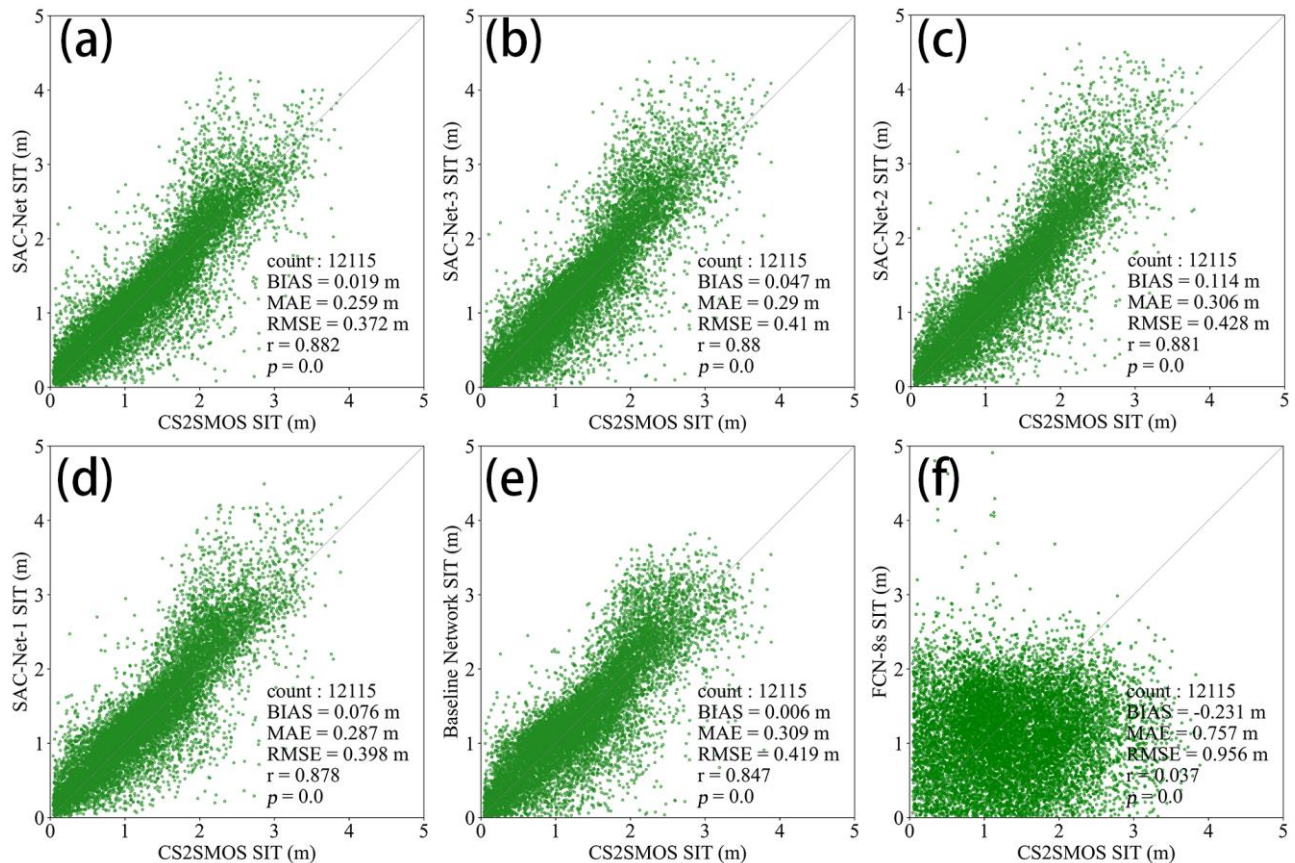 (a)
5
4
3
2
1
0
SAC-Net SIT (m)
count : 12115
BIAS = 0.019 m
MAE = 0.259 m
RMSE = 0.372 m
r = 0.882
p = 0.0
0 1 2 3 4 5
CS2SMOS SIT (m)
(b)
5
4
3
2
1
0
SAC-Net-3 SIT (m)
count : 12115
BIAS = 0.047 m
MAE = 0.29 m
RMSE = 0.41 m
r = 0.88
p = 0.0
0 1 2 3 4 5
CS2SMOS SIT (m)
(c)
5
4
3
2
1
0
SAC-Net-2 SIT (m)
count : 12115
BIAS = 0.114 m
MAE = 0.306 m
RMSE = 0.428 m
r = 0.881
p = 0.0
0 1 2 3 4 5
CS2SMOS SIT (m)
(d)
5
4
3
2
1
0
SAC-Net-1 SIT (m)
count : 12115
BIAS = 0.076 m
MAE = 0.287 m
RMSE = 0.398 m
r = 0.878
p = 0.0
0 1 2 3 4 5
CS2SMOS SIT (m)
(e)
5
4
3
2
1
0
Baseline Network SIT (m)
count : 12115
BIAS = 0.006 m
MAE = 0.309 m
RMSE = 0.419 m
r = 0.847
p = 0.0
0 1 2 3 4 5
CS2SMOS SIT (m)
(f)
5
4
3
2
1
0
FCN-8s SIT (m)
count : 12115
BIAS = -0.231 m
MAE = 0.757 m
RMSE = 0.956 m
r = 0.037
p = 0.0
0 1 2 3 4 5
CS2SMOS SIT (m)